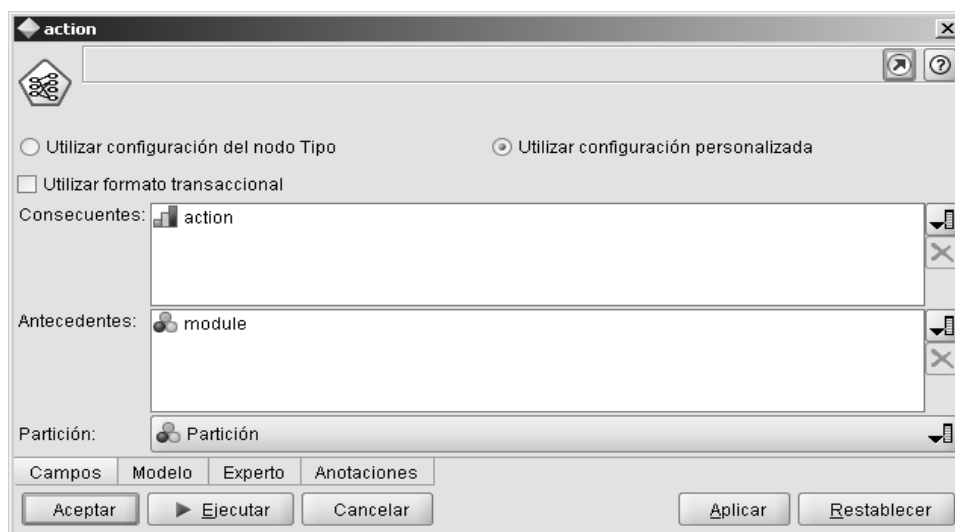 action
Utilizar configuración del nodo Tipo
Utilizar configuración personalizada
Utilizar formato transaccional
Consecuentes:
action
Antecedentes:
module
Partición:
Partición
Campos
Modelo
Experto
Anotaciones
Aceptar
Ejecutar
Cancelar
Aplicar
Restablecer